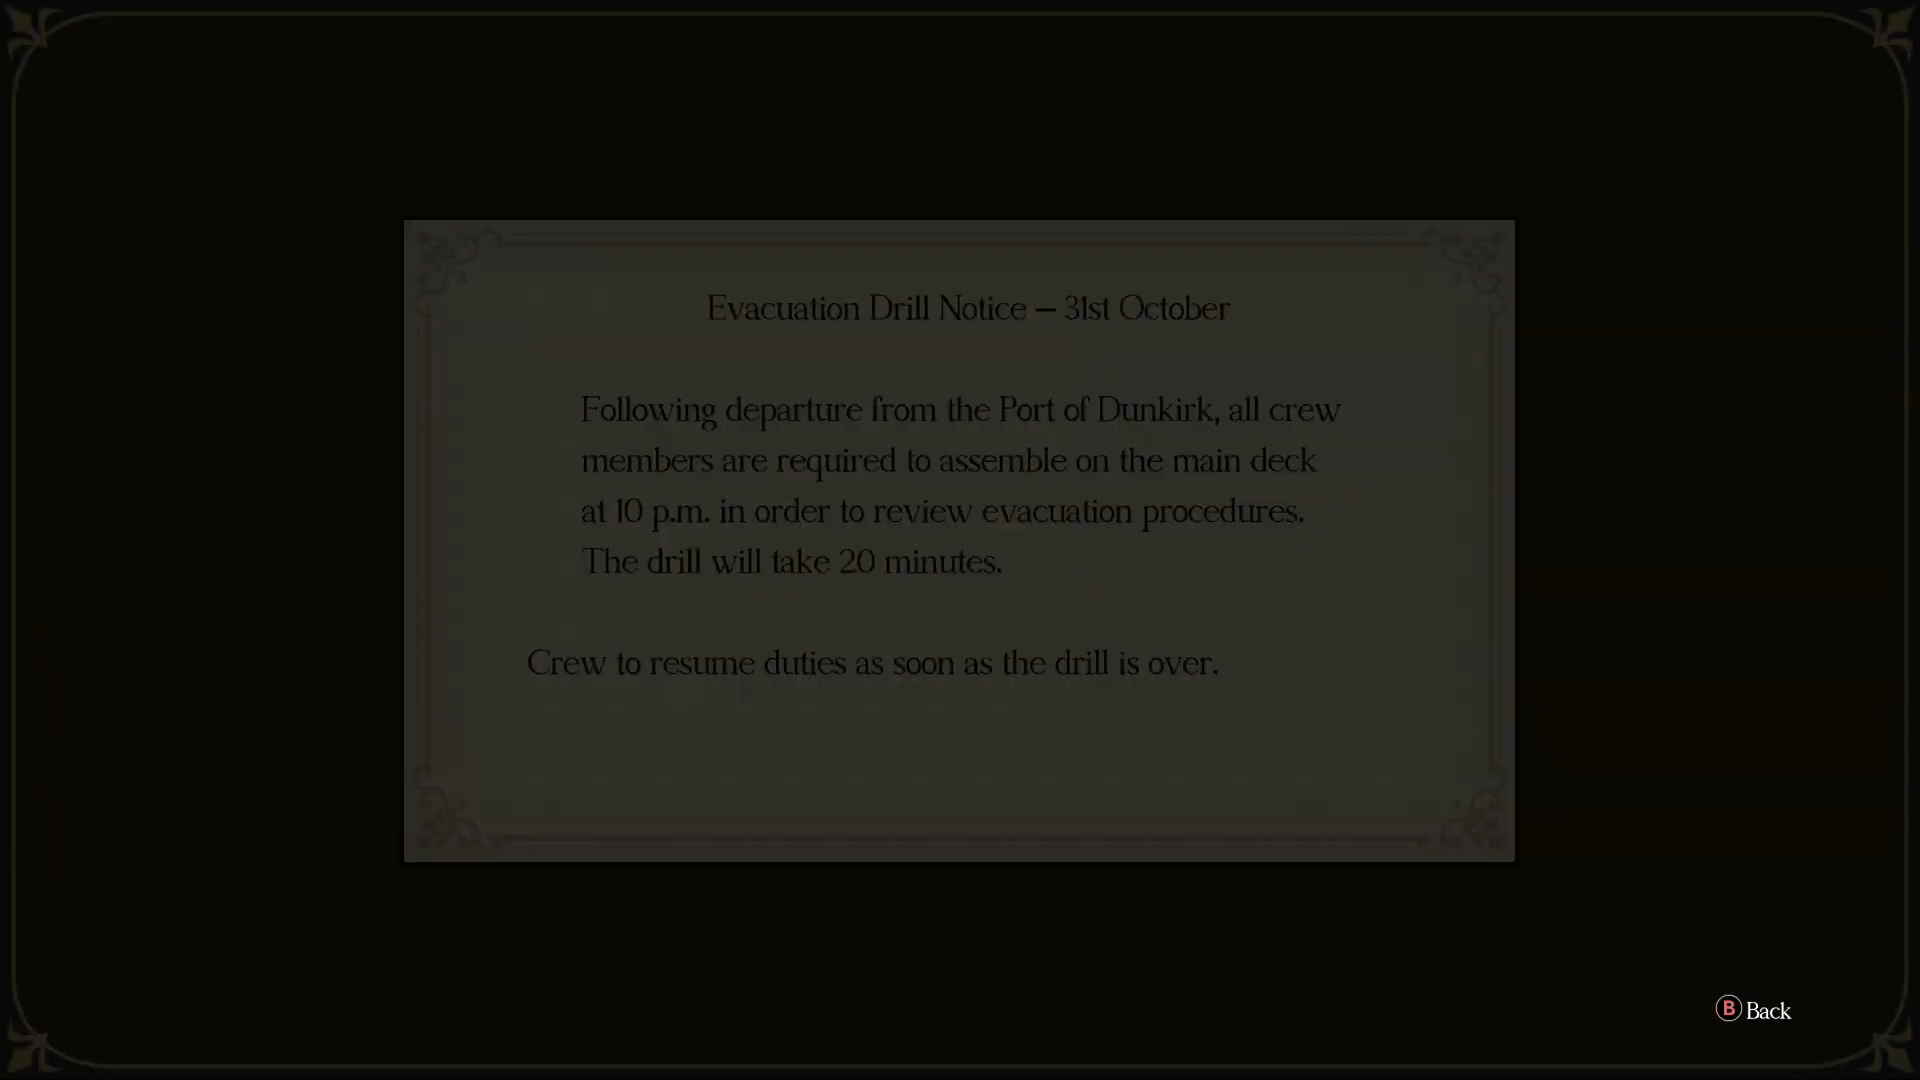 Evacuation Drill Notice – 31st October
Following departure from the Port of Dunkirk, all crew
members are required to assemble on the main deck
at 10 p.m. in order to review evacuation procedures.
The drill will take 20 minutes.
Crew to resume duties as soon as the drill is over.
B Back